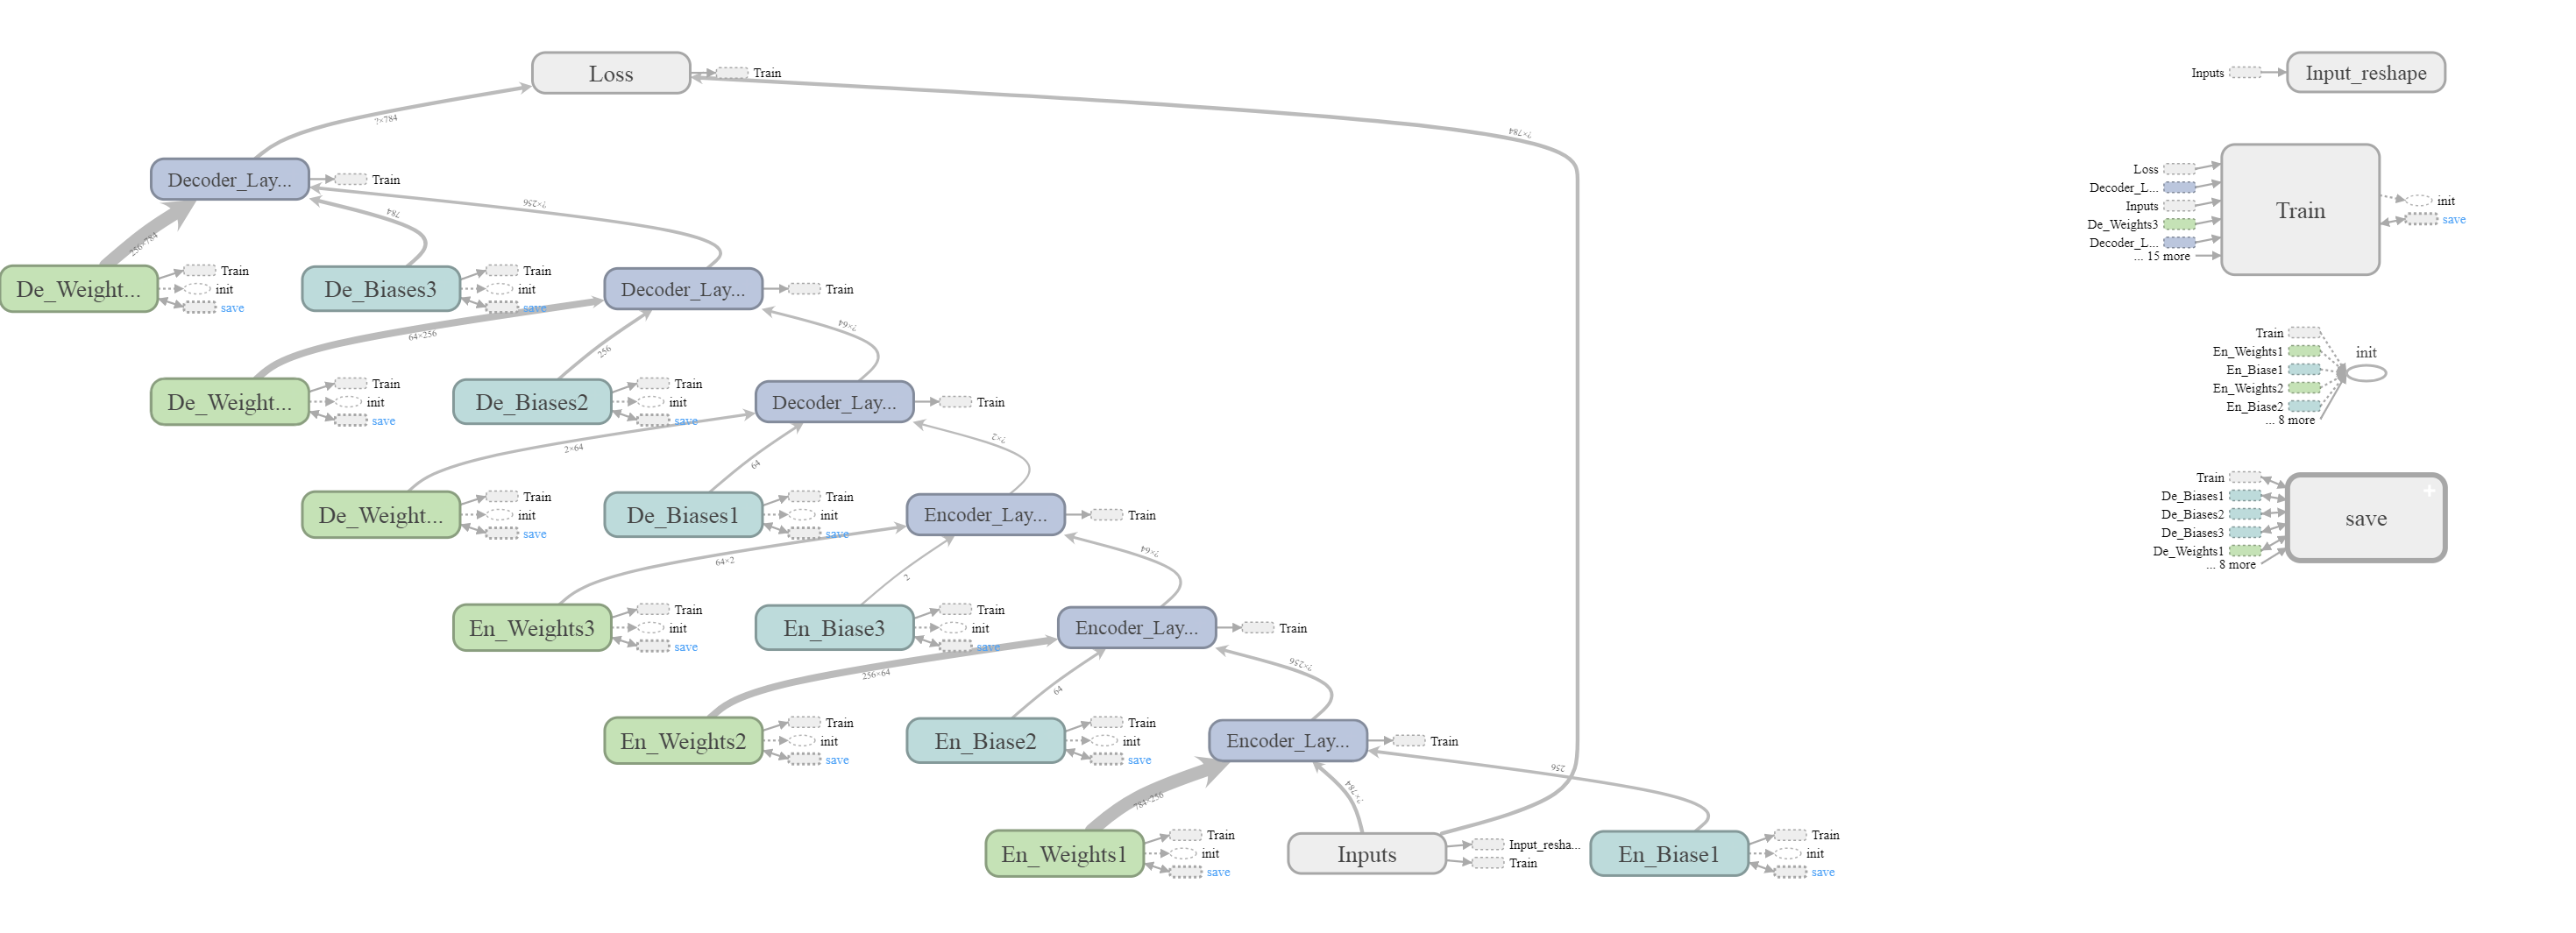 Loss
Train
?×784
?×784
Decoder_Lay...
Train
?×256
256×784
784
De_Weight...
Train
init
save
De_Biases3
Train
init
save
Decoder_Lay...
Train
64×256
256
?×64
De_Weight...
Train
init
save
De_Biases2
Train
init
save
Decoder_Lay...
Train
2×64
64
?×2
De_Weight...
Train
init
save
De_Biases1
Train
init
save
Encoder_Lay...
Train
64×2
2
?×64
En_Weights3
Train
init
save
En_Biase3
Train
init
save
Encoder_Lay...
Train
256×64
64
?×256
En_Weights2
Train
init
save
En_Biase2
Train
init
save
Encoder_Lay...
Train
784×256
?×784
256
En_Weights1
Train
init
save
Inputs
Input_resha...
Train
En_Biase1
Train
init
save
Inputs
Input_reshape
Loss
Decoder_L...
Inputs
De_Weights3
Decoder_L...
... 15 more
Train
init
save
Train
En_Weights1
En_Biase1
En_Weights2
En_Biase2
... 8 more
init
Train
De_Biases1
De_Biases2
De_Biases3
De_Weights1
... 8 more
save
+